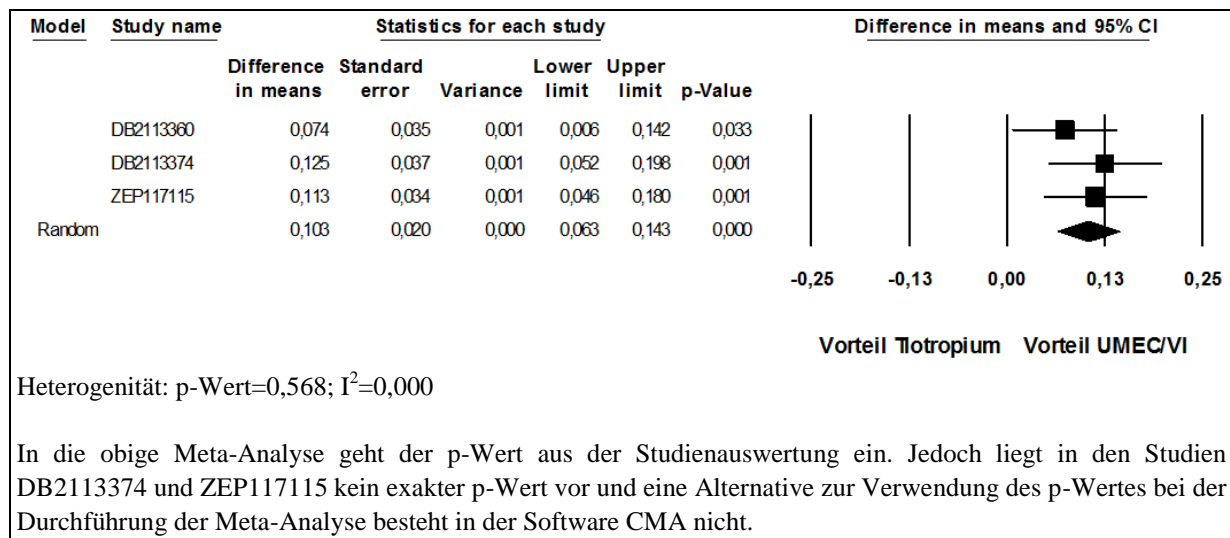 Model Study name Statistics for each study Difference in means and 95% CI
Difference Standard Lower Upper
in means error Variance limit limit p-Value
DB2113360 0,074 0,035 0,001 0,006 0,142 0,033
DB2113374 0,125 0,037 0,001 0,052 0,198 0,001
ZEP117115 0,113 0,034 0,001 0,046 0,180 0,001
Random 0,103 0,020 0,000 0,063 0,143 0,000
-0,25 -0,13 0,00 0,13 0,25
Vorteil Tiotropium Vorteil UMEC/VI
Heterogenität: p-Wert=0,568; I²=0,000
In die obige Meta-Analyse geht der p-Wert aus der Studienauswertung ein. Jedoch liegt in den Studien
DB2113374 und ZEP117115 kein exakter p-Wert vor und eine Alternative zur Verwendung des p-Wertes bei der
Durchführung der Meta-Analyse besteht in der Software CMA nicht.